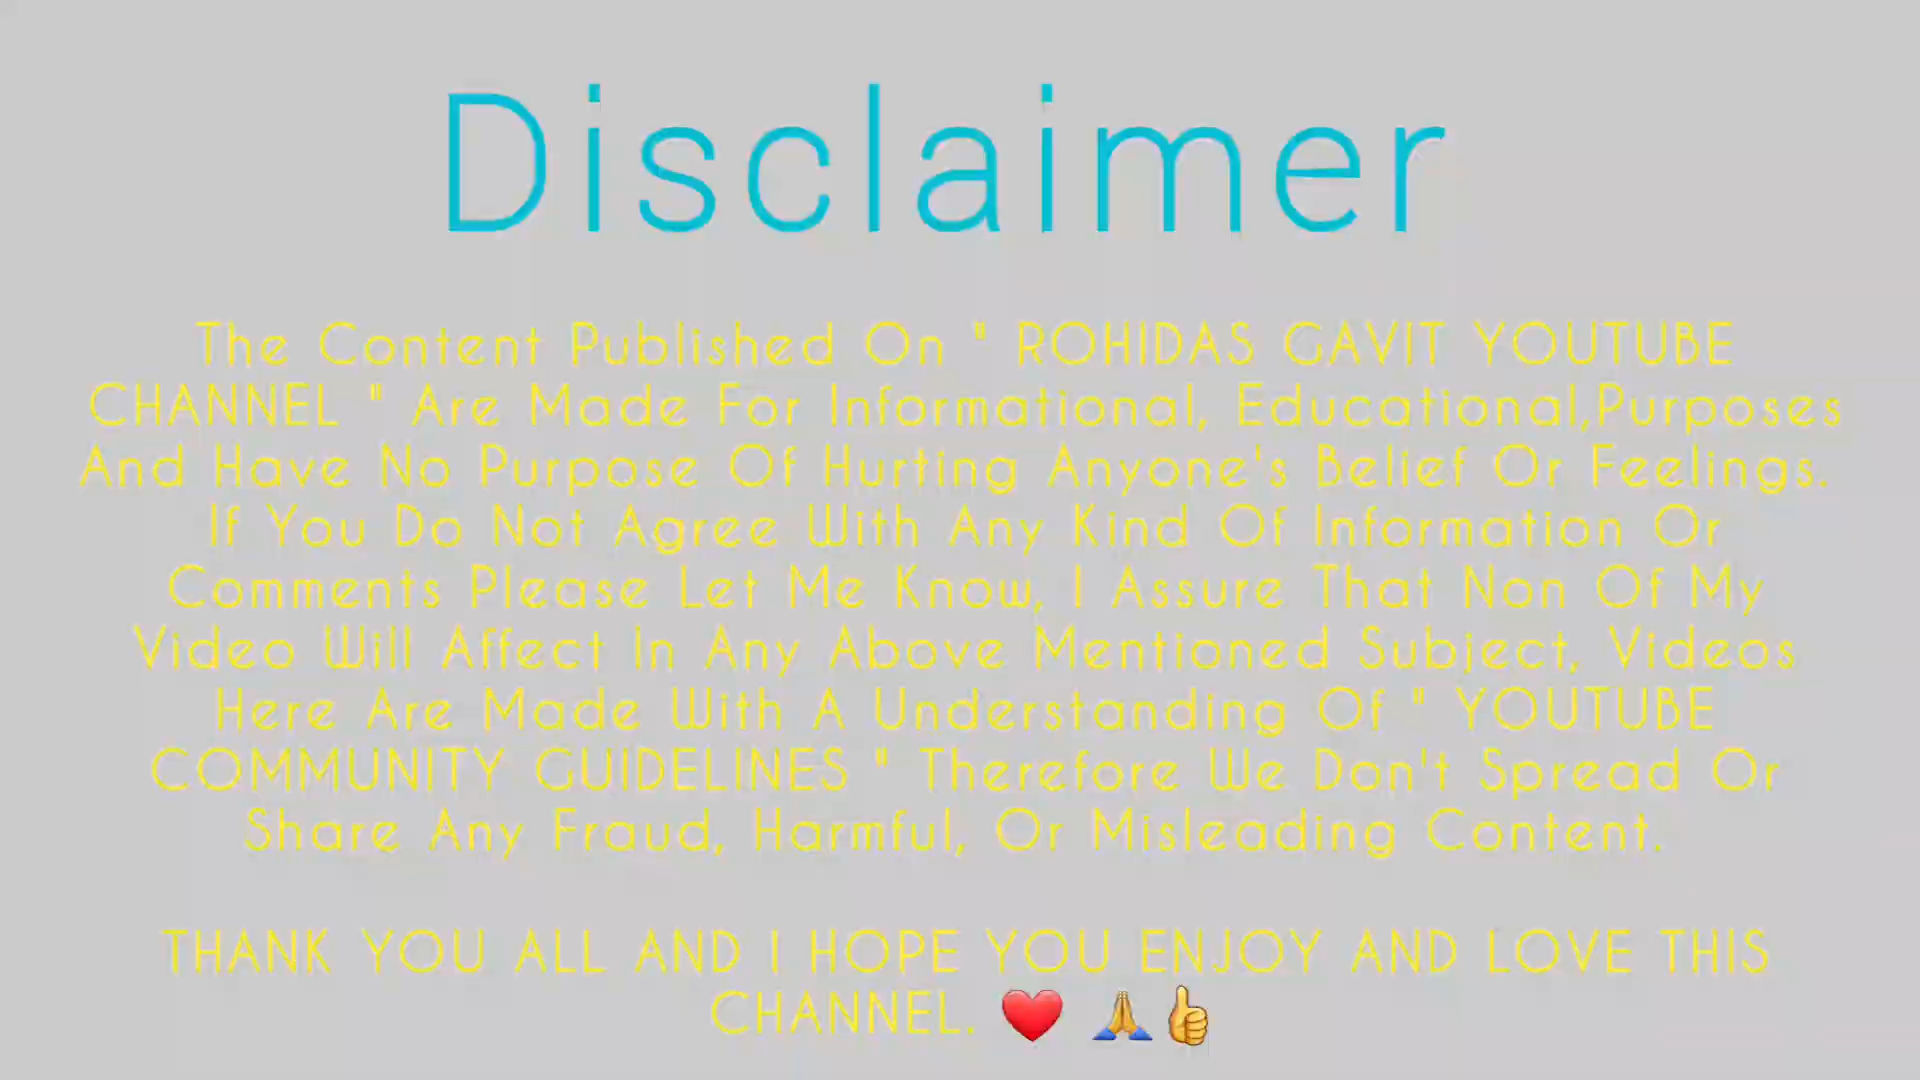 Disclaimer
The Content Published On " ROHIDAS GAVIT YOUTUBE
CHANNEL " Are Made For Informational, Educational,Purposes
And Have No Purpose Of Hurting Anyone's Belief Or Feelings.
If You Do Not Agree With Any Kind Of Information Or
Comments Please Let Me Know, I Assure That Non Of My
Video Will Affect In Any Above Mentioned Subject, Videos
Here Are Made With A Understanding Of " YOUTUBE
COMMUNITY GUIDELINES " Therefore We Don't Spread Or
Share Any Fraud, Harmful, Or Misleading Content.
THANK YOU ALL AND I HOPE YOU ENJOY AND LOVE THIS
CHANNEL. ❤️ 🙏👍